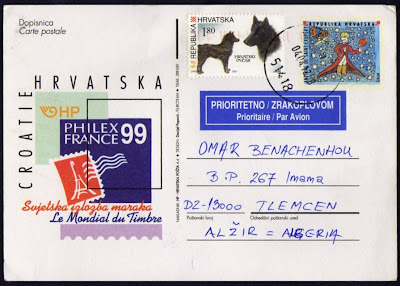 Dopisnica
Carte postale
HRVATSKA
CROATIE
HP
PHILEX
FRANCE 99
Svjetska izložba maraka
Le Mondial du Timbre
REPUBLIKA
HRVATSKA
1.80
HRVATSKI
OVČAR
REPUBLIKA HRVATSKA
PRIORITETNO / ZRAKOPLOVOM
Prioritaire / Par Avion
OMAR BENACHENHOU
B.P. 267 Imama
DZ-13000 TLEMCEN
Poštanski broj
Odredišni poštanski ured
ALŽIR = ALGERIA